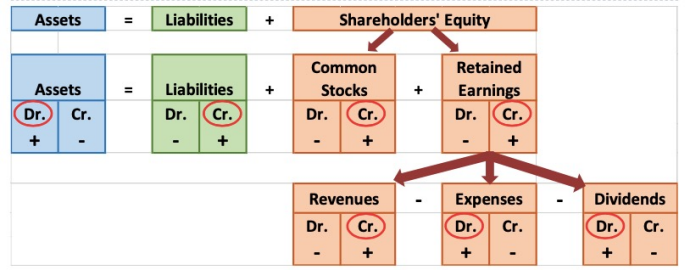 Assets = Liabilities + Shareholders' Equity
Common Retained
Assets = Liabilities + Stocks + Earnings
Dr. Cr. Dr. Cr. Dr. Cr. Dr. Cr.
+ - - + - + - +
Revenues - Expenses - Dividends
Dr. Cr. Dr. Cr. Dr. Cr.
- + + - + -